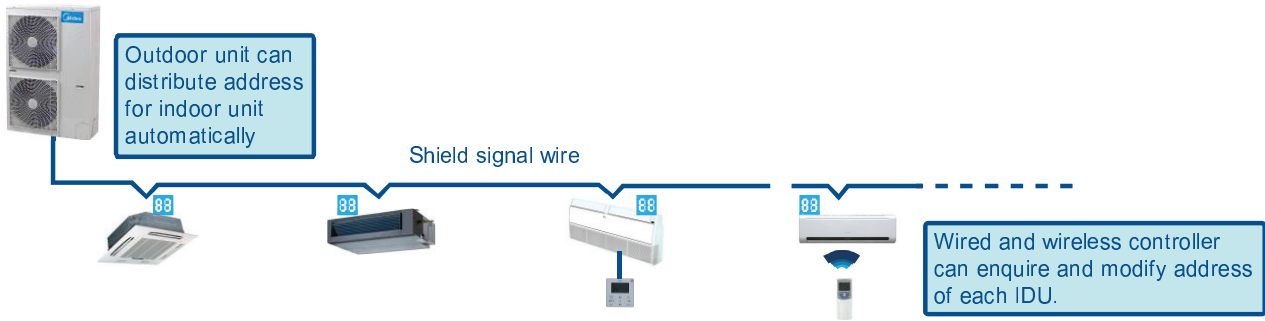 Midea
Outdoor unit can
distribute address
for indoor unit
automatically
Shield signal wire
88
88
88
88
Wired and wireless controller
can enquire and modify address
of each IDU.